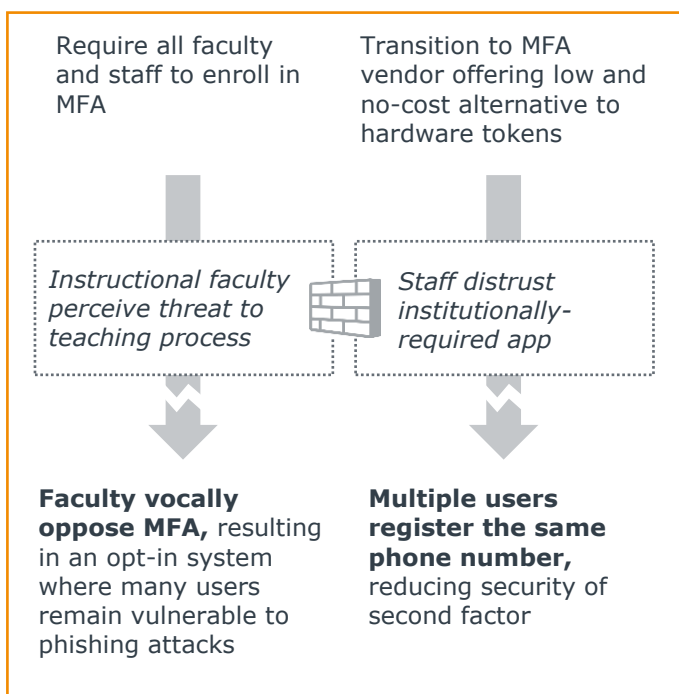 Require all faculty
and staff to enroll in
MFA
Transition to MFA
vendor offering low and
no-cost alternative to
hardware tokens
Instructional faculty
perceive threat to
teaching process
Staff distrust
institutionally-
required app
Faculty vocally
oppose MFA, resulting
in an opt-in system
where many users
remain vulnerable to
phishing attacks
Multiple users
register the same
phone number,
reducing security of
second factor